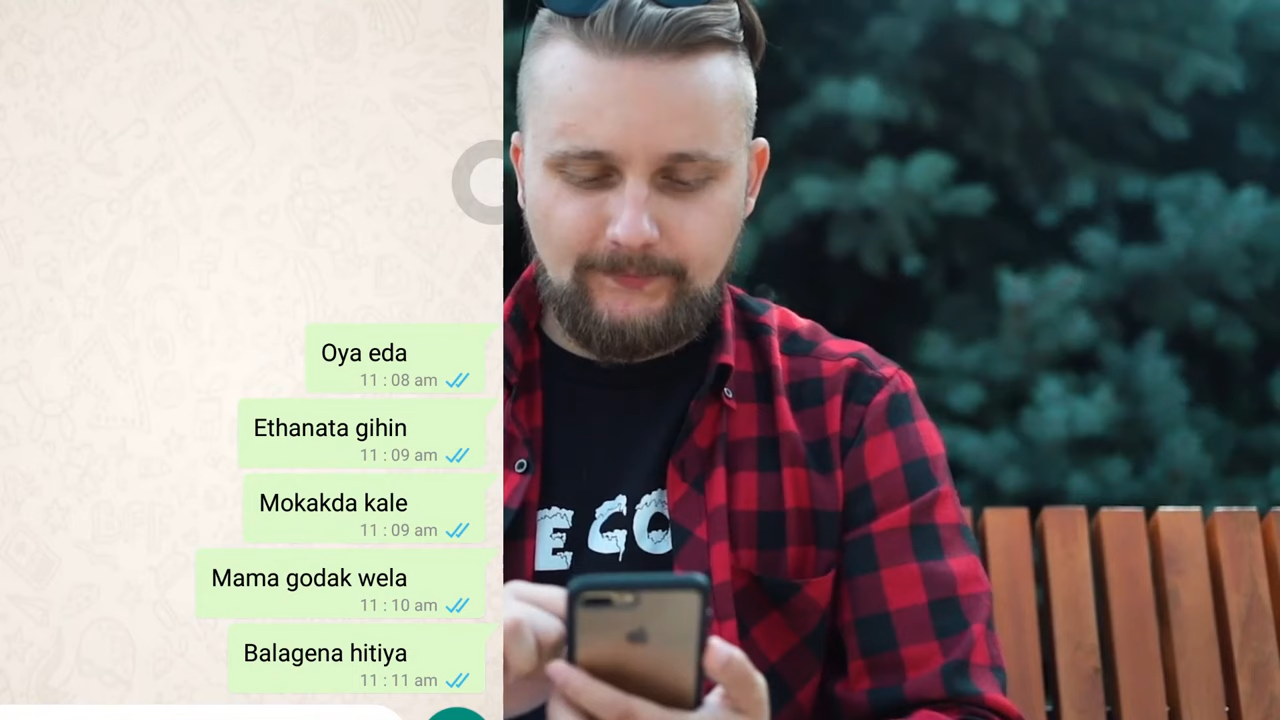 Oya eda
11 : 08 am
Ethanata gihin
11 : 09 am
Mokakda kale
11 : 09 am
Mama godak wela
11 : 10 am
Balagena hitiya
11 : 11 am
E GO